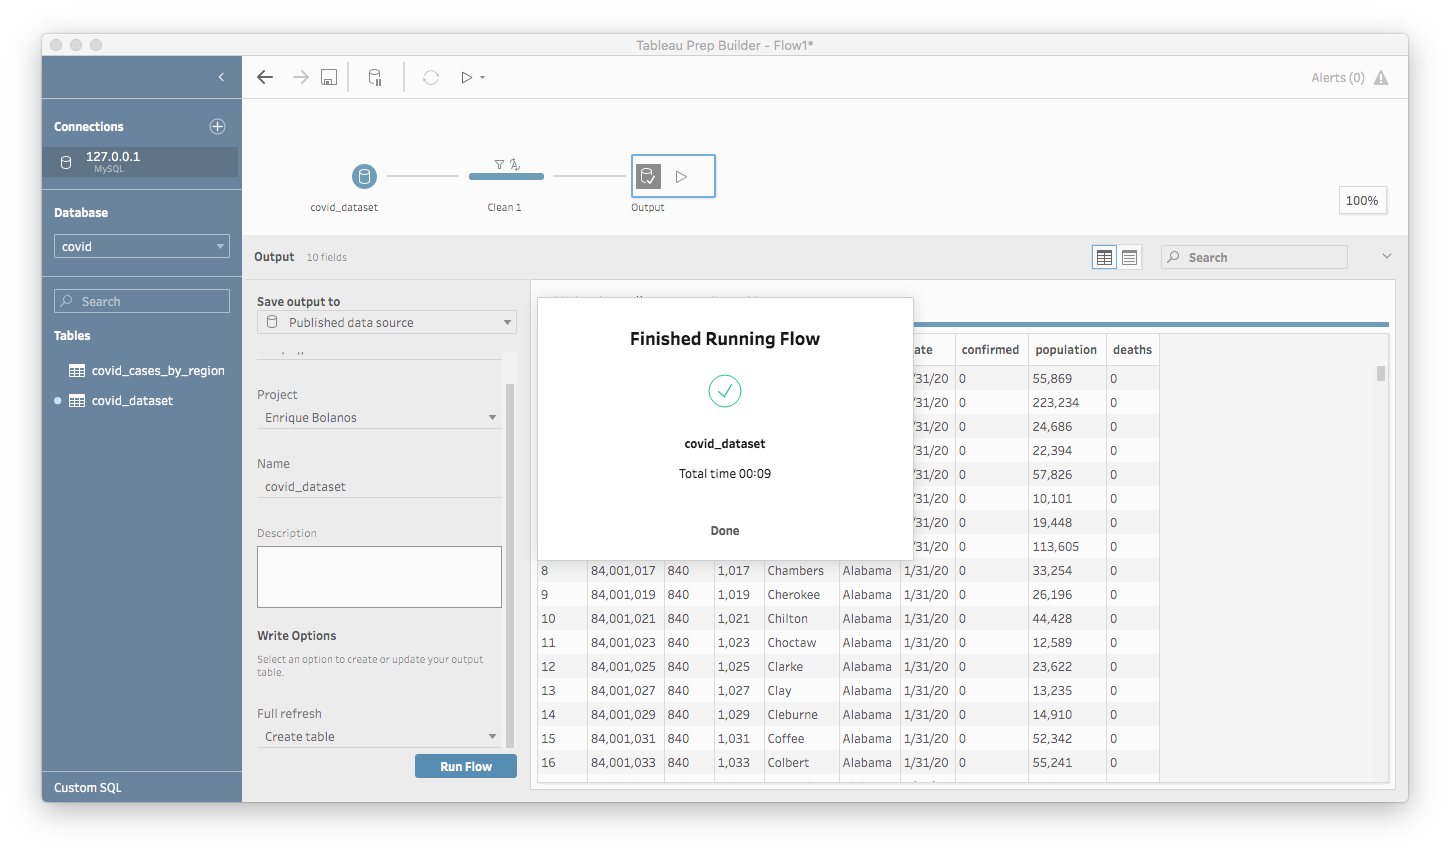 Tableau Prep Builder - Flow1*
Alerts (0)
Connections
127.0.0.1
MySQL
Database
covid
Search
Tables
covid_cases_by_region
covid_dataset
Custom SQL
covid_dataset
Clean 1
Output
100%
Output 10 fields
Search
Save output to
Published data source
Project
Enrique Bolanos
Name
covid_dataset
Description
Write Options
Select an option to create or update your output
table.
Full refresh
Create table
Run Flow
Finished Running Flow
covid_dataset
Total time 00:09
Done
ate confirmed population deaths
/31/20 0 55,869 0
/31/20 0 223,234 0
/31/20 0 24,686 0
/31/20 0 22,394 0
/31/20 0 57,826 0
/31/20 0 10,101 0
/31/20 0 19,448 0
/31/20 0 113,605 0
8 84,001,017 840 1,017 Chambers Alabama 1/31/20 0 33,254 0
9 84,001,019 840 1,019 Cherokee Alabama 1/31/20 0 26,196 0
10 84,001,021 840 1,021 Chilton Alabama 1/31/20 0 44,428 0
11 84,001,023 840 1,023 Choctaw Alabama 1/31/20 0 12,589 0
12 84,001,025 840 1,025 Clarke Alabama 1/31/20 0 23,622 0
13 84,001,027 840 1,027 Clay Alabama 1/31/20 0 13,235 0
14 84,001,029 840 1,029 Cleburne Alabama 1/31/20 0 14,910 0
15 84,001,031 840 1,031 Coffee Alabama 1/31/20 0 52,342 0
16 84,001,033 840 1,033 Colbert Alabama 1/31/20 0 55,241 0